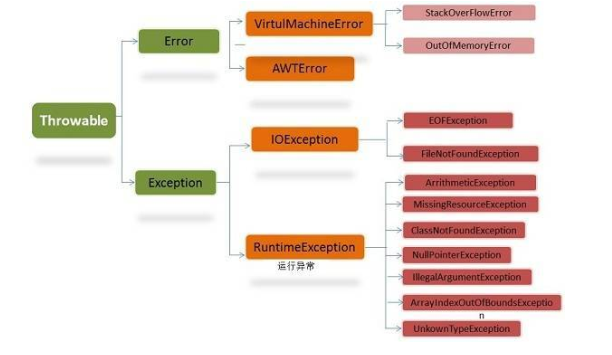 Throwable
Error
VirtulMachineError
StackOverFlowError
OutOfMemoryError
AWTError
Exception
IOException
EOFException
FileNotFoundException
RuntimeException
运行异常
ArrithmeticException
MissingResourceException
ClassNotFoundException
NullPointerException
IllegalArgumentException
ArrayIndexOutOfBoundsExceptio
n
UnkownTypeException